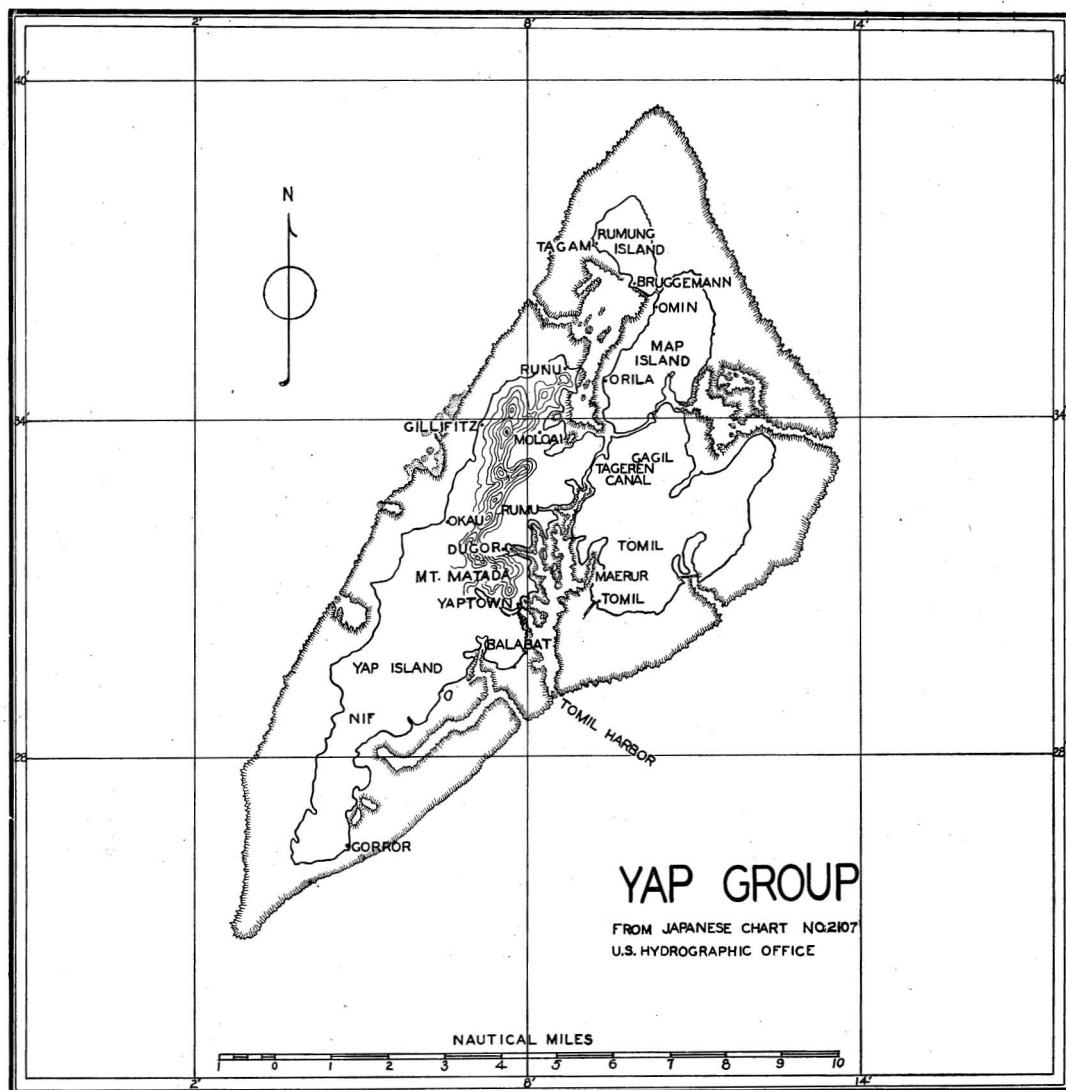 2' 8' 14'
40' 40'
N
RUMUNG
TAGAM ISLAND
BRUGGEMANN
OMIN
MAP
ISLAND
RUNU
ORILA
34' 34'
GILLIFITZ
MOLOAI
GAGIL
TAGEREN
CANAL
RUMU
OKAU
DUGOR
TOMIL
MT. MATADA
MAERUR
YAPTOWN
TOMIL
BALABAT
YAP ISLAND
NIF
TOMIL HARBOR
28' 28'
GORROR
YAP GROUP
FROM JAPANESE CHART NO.2107
U.S. HYDROGRAPHIC OFFICE
NAUTICAL MILES
1 0 1 2 3 4 5 6 7 8 9 10
2' 8' 14'